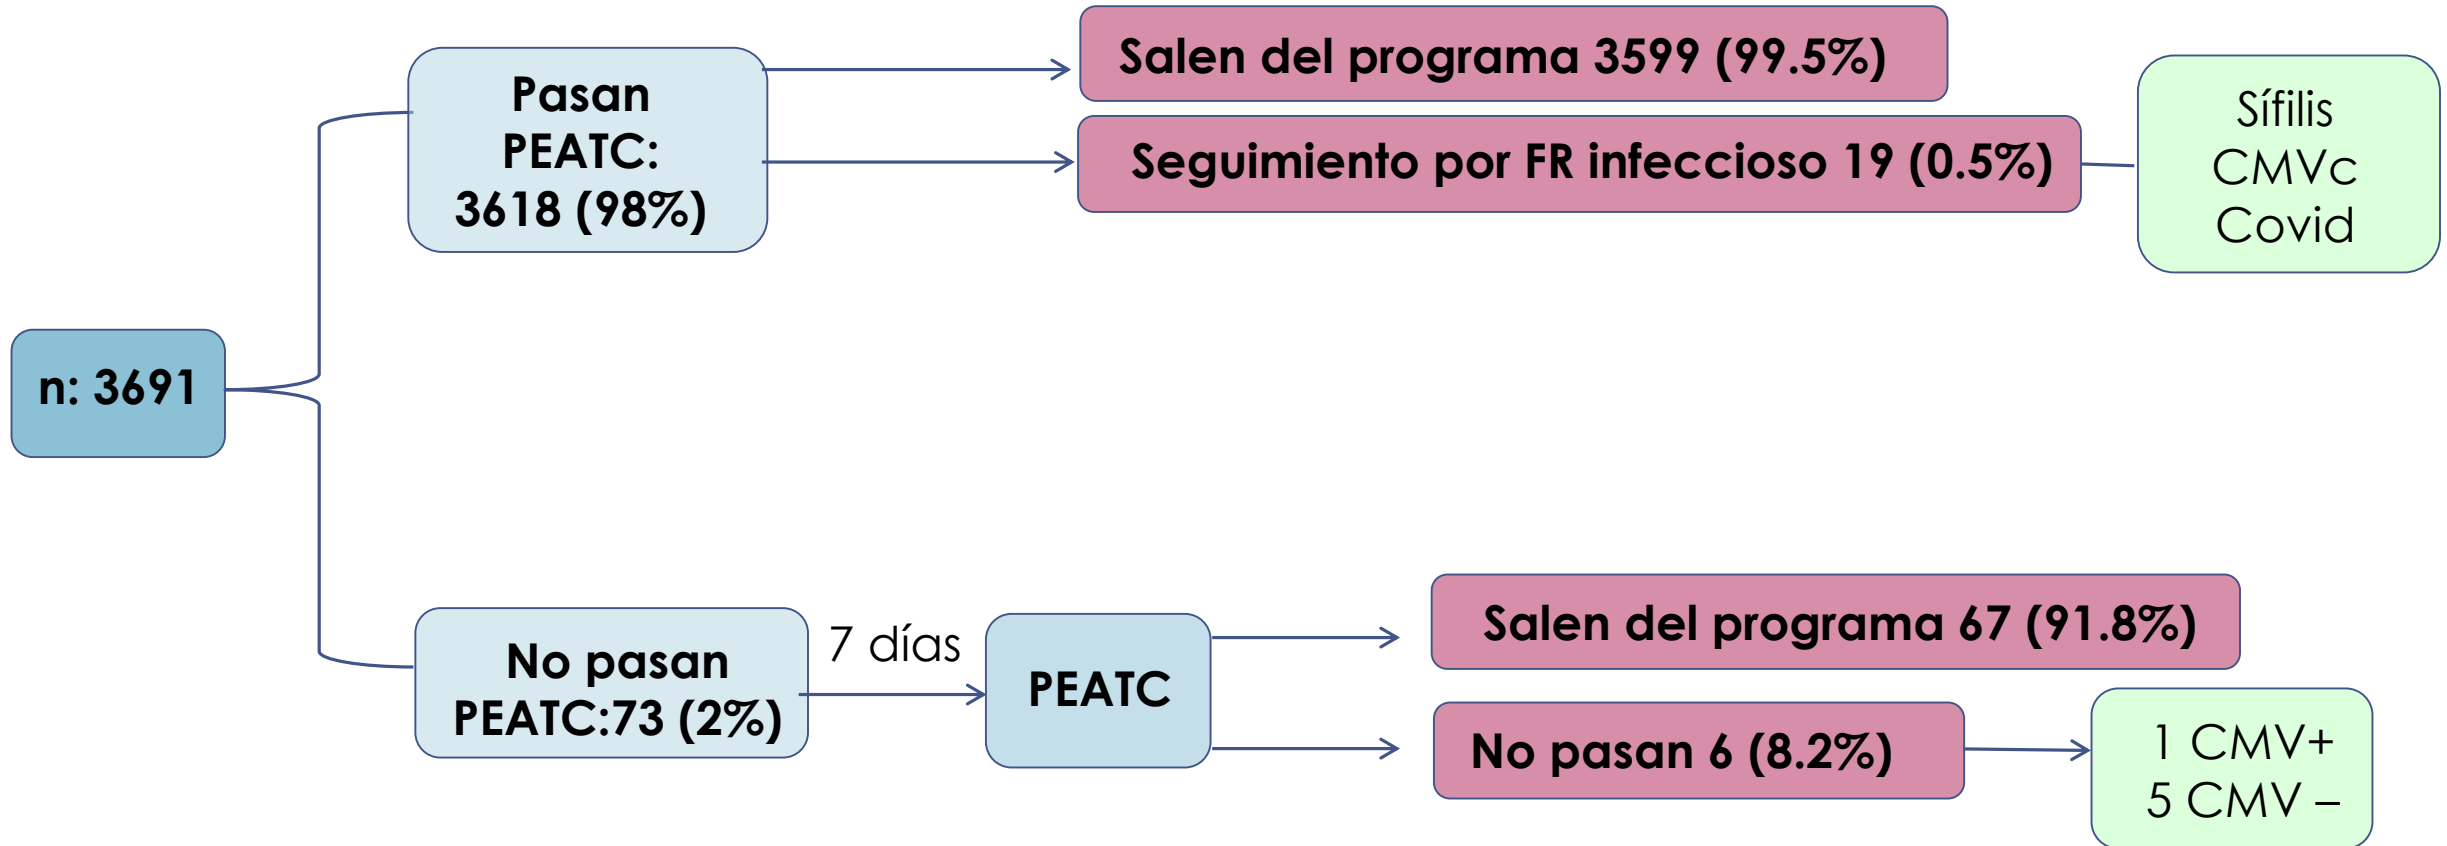 n: 3691
Pasan
PEATC:
3618 (98%)
Salen del programa 3599 (99.5%)
Seguimiento por FR infeccioso 19 (0.5%)
Sífilis
CMVc
Covid
No pasan
PEATC:73 (2%)
7 días
PEATC
Salen del programa 67 (91.8%)
No pasan 6 (8.2%)
1 CMV+
5 CMV –